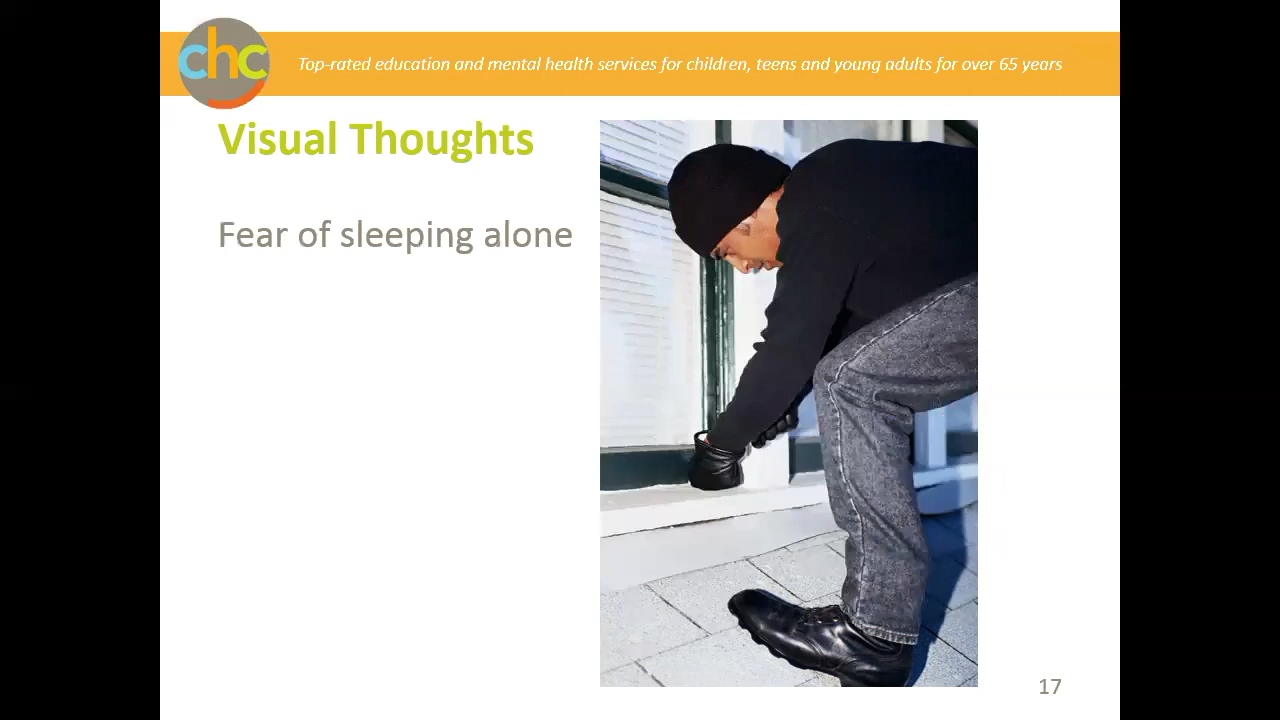 chc
Top-rated education and mental health services for children, teens and young adults for over 65 years
Visual Thoughts
Fear of sleeping alone
17